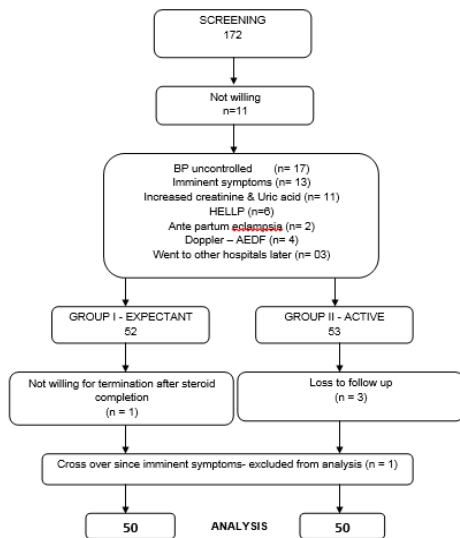 SCREENING
172
Not willing
n=11
BP uncontrolled (n= 17)
Imminent symptoms (n= 13)
Increased creatinine & Uric acid (n= 11)
HELLP (n=6)
Ante partum eclampsia (n= 2)
Doppler – AEDF (n= 4)
Went to other hospitals later (n= 03)
GROUP I - EXPECTANT
52
GROUP II - ACTIVE
53
Not willing for termination after steroid
completion
(n = 1)
Loss to follow up
(n = 3)
Cross over since imminent symptoms- excluded from analysis (n = 1)
50 ANALYSIS 50